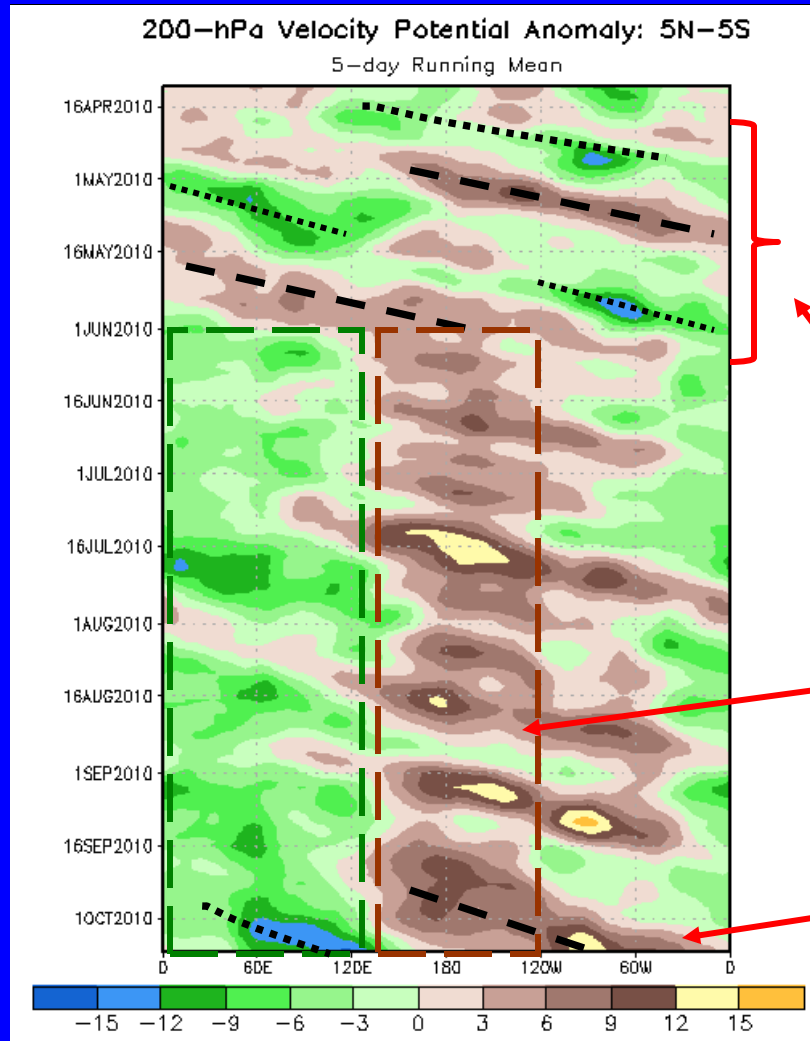 200-hPa Velocity Potential Anomaly: 5N-5S
5-day Running Mean
16APR2010
1MAY2010
16MAY2010
1JUN2010
16JUN2010
1JUL2010
16JUL2010
1AUG2010
16AUG2010
1SEP2010
16SEP2010
1OCT2010
0 60E 120E 180 120W 60W 0
-15 -12 -9 -6 -3 0 3 6 9 12 15